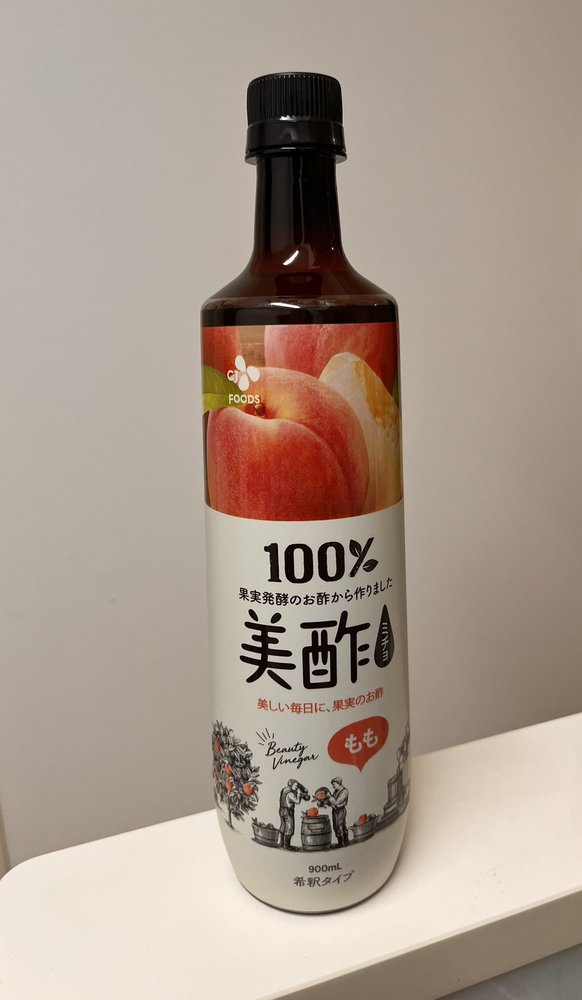 CJ
FOODS
100%
果実発酵のお酢から作りました
美酢
ミチョ
美しい毎日に、果実のお酢
Beauty
Vinegar
もも
900mL
希釈タイプ